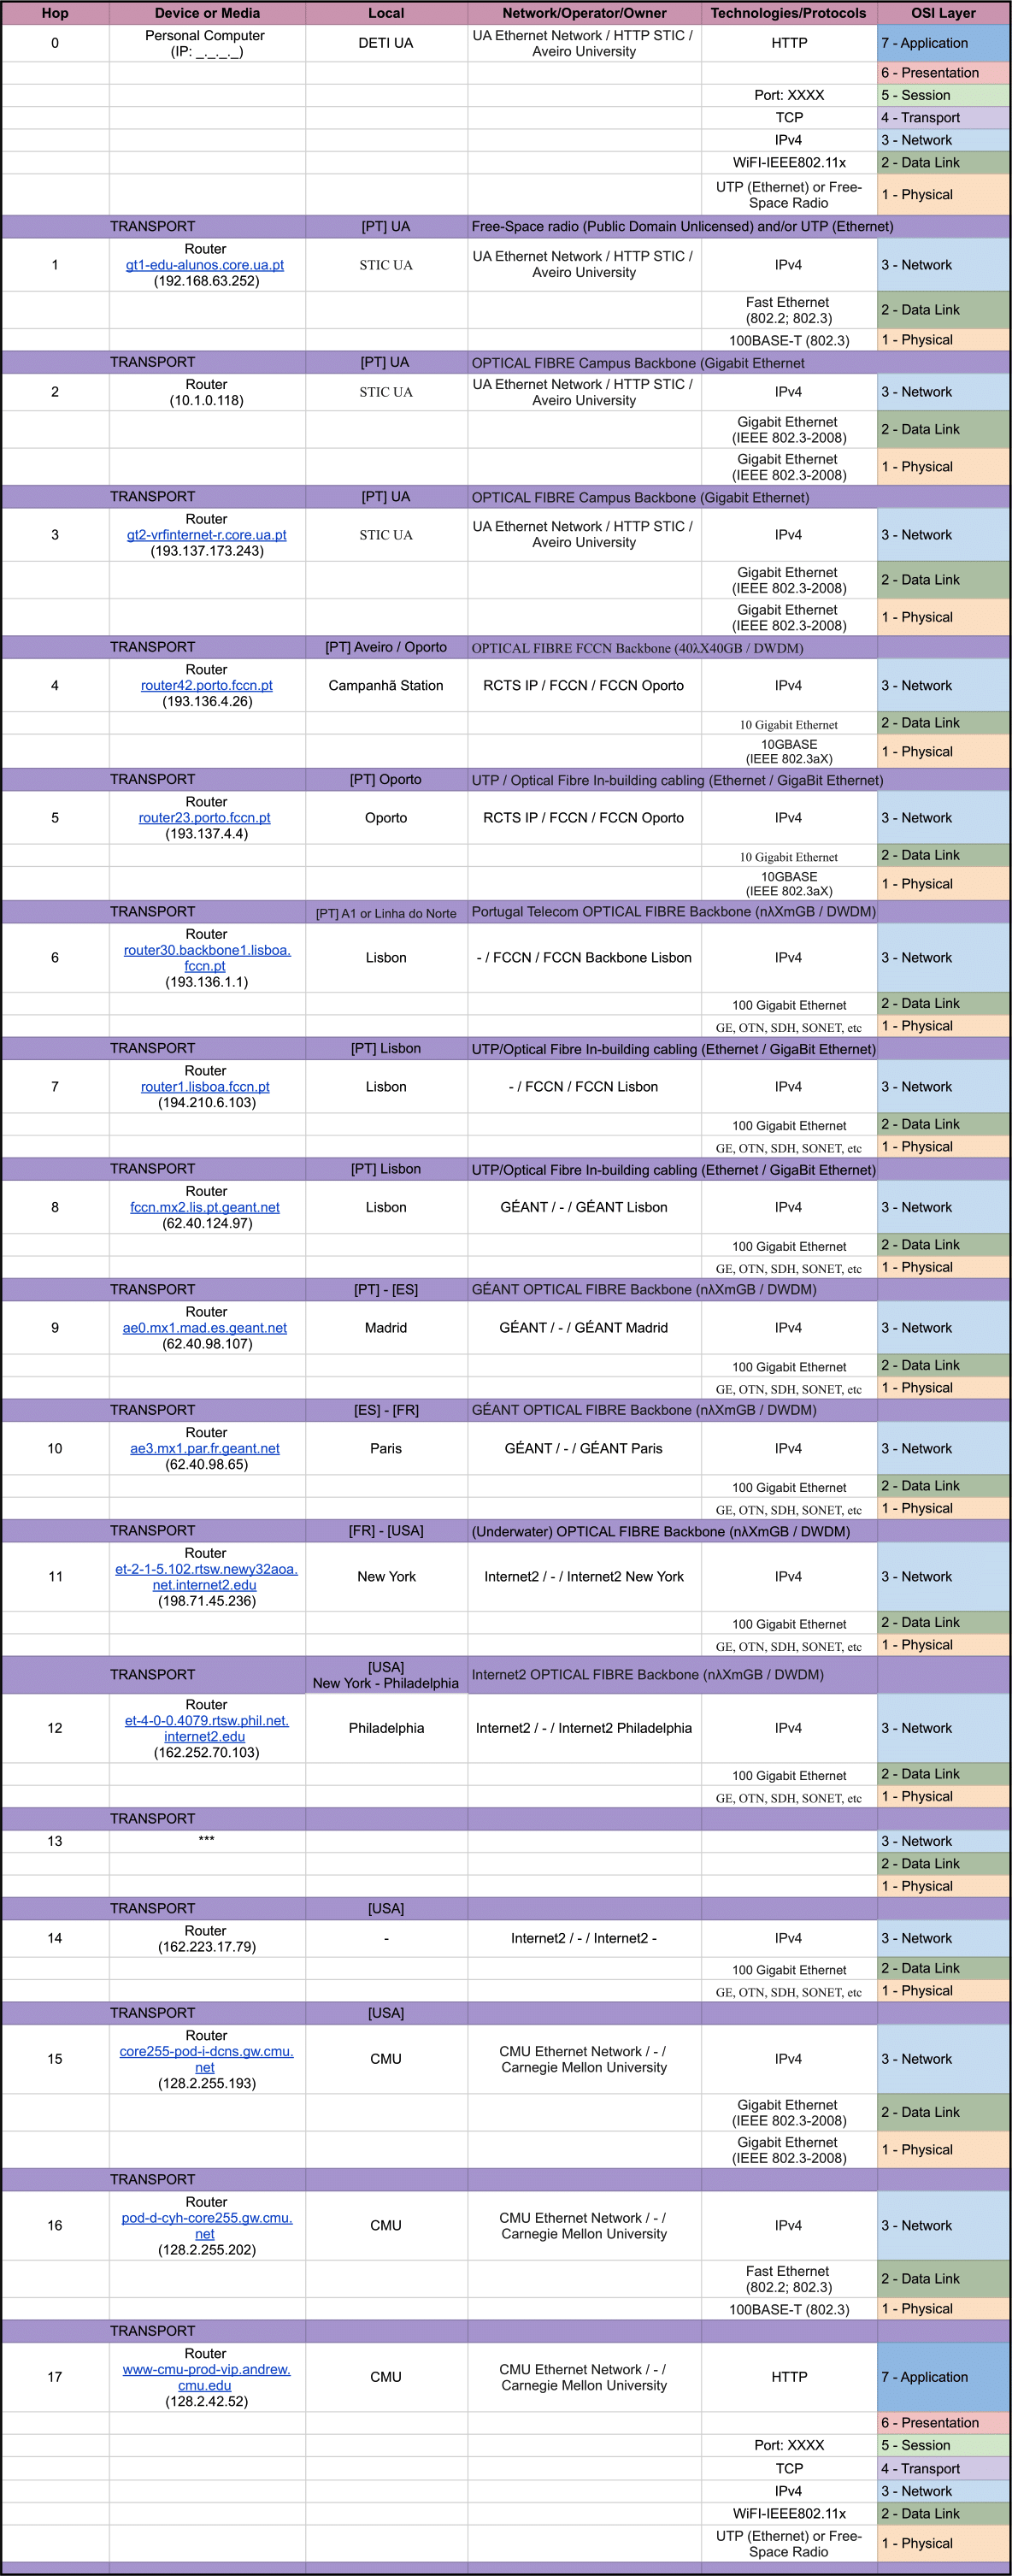 Hop Device or Media Local Network/Operator/Owner Technologies/Protocols OSI Layer
0 Personal Computer
(IP: _._._._) DETI UA UA Ethernet Network / HTTP STIC /
Aveiro University HTTP 7 - Application
6 - Presentation
Port: XXXX 5 - Session
TCP 4 - Transport
IPv4 3 - Network
WiFI-IEEE802.11x 2 - Data Link
UTP (Ethernet) or Free-
Space Radio 1 - Physical
TRANSPORT [PT] UA Free-Space radio (Public Domain Unlicensed) and/or UTP (Ethernet)
1 Router
gt1-edu-alunos.core.ua.pt
(192.168.63.252) STIC UA UA Ethernet Network / HTTP STIC /
Aveiro University IPv4 3 - Network
Fast Ethernet
(802.2; 802.3) 2 - Data Link
100BASE-T (802.3) 1 - Physical
TRANSPORT [PT] UA OPTICAL FIBRE Campus Backbone (Gigabit Ethernet
2 Router
(10.1.0.118) STIC UA UA Ethernet Network / HTTP STIC /
Aveiro University IPv4 3 - Network
Gigabit Ethernet
(IEEE 802.3-2008) 2 - Data Link
Gigabit Ethernet
(IEEE 802.3-2008) 1 - Physical
TRANSPORT [PT] UA OPTICAL FIBRE Campus Backbone (Gigabit Ethernet)
3 Router
gt2-vrfinternet-r.core.ua.pt
(193.137.173.243) STIC UA UA Ethernet Network / HTTP STIC /
Aveiro University IPv4 3 - Network
Gigabit Ethernet
(IEEE 802.3-2008) 2 - Data Link
Gigabit Ethernet
(IEEE 802.3-2008) 1 - Physical
TRANSPORT [PT] Aveiro / Oporto OPTICAL FIBRE FCCN Backbone (40λX40GB / DWDM)
4 Router
router42.porto.fccn.pt
(193.136.4.26) Campanhã Station RCTS IP / FCCN / FCCN Oporto IPv4 3 - Network
10 Gigabit Ethernet 2 - Data Link
10GBASE
(IEEE 802.3aX) 1 - Physical
TRANSPORT [PT] Oporto UTP / Optical Fibre In-building cabling (Ethernet / GigaBit Ethernet)
5 Router
router23.porto.fccn.pt
(193.137.4.4) Oporto RCTS IP / FCCN / FCCN Oporto IPv4 3 - Network
10 Gigabit Ethernet 2 - Data Link
10GBASE
(IEEE 802.3aX) 1 - Physical
TRANSPORT [PT] A1 or Linha do Norte Portugal Telecom OPTICAL FIBRE Backbone (nλXmGB / DWDM)
6 Router
router30.backbone1.lisboa.
fccn.pt
(193.136.1.1) Lisbon - / FCCN / FCCN Backbone Lisbon IPv4 3 - Network
100 Gigabit Ethernet 2 - Data Link
GE, OTN, SDH, SONET, etc 1 - Physical
TRANSPORT [PT] Lisbon UTP/Optical Fibre In-building cabling (Ethernet / GigaBit Ethernet)
7 Router
router1.lisboa.fccn.pt
(194.210.6.103) Lisbon - / FCCN / FCCN Lisbon IPv4 3 - Network
100 Gigabit Ethernet 2 - Data Link
GE, OTN, SDH, SONET, etc 1 - Physical
TRANSPORT [PT] Lisbon UTP/Optical Fibre In-building cabling (Ethernet / GigaBit Ethernet)
8 Router
fccn.mx2.lis.pt.geant.net
(62.40.124.97) Lisbon GÉANT / - / GÉANT Lisbon IPv4 3 - Network
100 Gigabit Ethernet 2 - Data Link
GE, OTN, SDH, SONET, etc 1 - Physical
TRANSPORT [PT] - [ES] GÉANT OPTICAL FIBRE Backbone (nλXmGB / DWDM)
9 Router
ae0.mx1.mad.es.geant.net
(62.40.98.107) Madrid GÉANT / - / GÉANT Madrid IPv4 3 - Network
100 Gigabit Ethernet 2 - Data Link
GE, OTN, SDH, SONET, etc 1 - Physical
TRANSPORT [ES] - [FR] GÉANT OPTICAL FIBRE Backbone (nλXmGB / DWDM)
10 Router
ae3.mx1.par.fr.geant.net
(62.40.98.65) Paris GÉANT / - / GÉANT Paris IPv4 3 - Network
100 Gigabit Ethernet 2 - Data Link
GE, OTN, SDH, SONET, etc 1 - Physical
TRANSPORT [FR] - [USA] (Underwater) OPTICAL FIBRE Backbone (nλXmGB / DWDM)
11 Router
et-2-1-5.102.rtsw.newy32aoa.
net.internet2.edu
(198.71.45.236) New York Internet2 / - / Internet2 New York IPv4 3 - Network
100 Gigabit Ethernet 2 - Data Link
GE, OTN, SDH, SONET, etc 1 - Physical
TRANSPORT [USA]
New York - Philadelphia Internet2 OPTICAL FIBRE Backbone (nλXmGB / DWDM)
12 Router
et-4-0-0.4079.rtsw.phil.net.
internet2.edu
(162.252.70.103) Philadelphia Internet2 / - / Internet2 Philadelphia IPv4 3 - Network
100 Gigabit Ethernet 2 - Data Link
GE, OTN, SDH, SONET, etc 1 - Physical
TRANSPORT
13 *** 3 - Network
2 - Data Link
1 - Physical
TRANSPORT [USA]
14 Router
(162.223.17.79) - Internet2 / - / Internet2 - IPv4 3 - Network
100 Gigabit Ethernet 2 - Data Link
GE, OTN, SDH, SONET, etc 1 - Physical
TRANSPORT [USA]
15 Router
core255-pod-i-dcns.gw.cmu.
net
(128.2.255.193) CMU CMU Ethernet Network / - /
Carnegie Mellon University IPv4 3 - Network
Gigabit Ethernet
(IEEE 802.3-2008) 2 - Data Link
Gigabit Ethernet
(IEEE 802.3-2008) 1 - Physical
TRANSPORT
16 Router
pod-d-cyh-core255.gw.cmu.
net
(128.2.255.202) CMU CMU Ethernet Network / - /
Carnegie Mellon University IPv4 3 - Network
Fast Ethernet
(802.2; 802.3) 2 - Data Link
100BASE-T (802.3) 1 - Physical
TRANSPORT
17 Router
www-cmu-prod-vip.andrew.
cmu.edu
(128.2.42.52) CMU CMU Ethernet Network / - /
Carnegie Mellon University HTTP 7 - Application
6 - Presentation
Port: XXXX 5 - Session
TCP 4 - Transport
IPv4 3 - Network
WiFI-IEEE802.11x 2 - Data Link
UTP (Ethernet) or Free-
Space Radio 1 - Physical